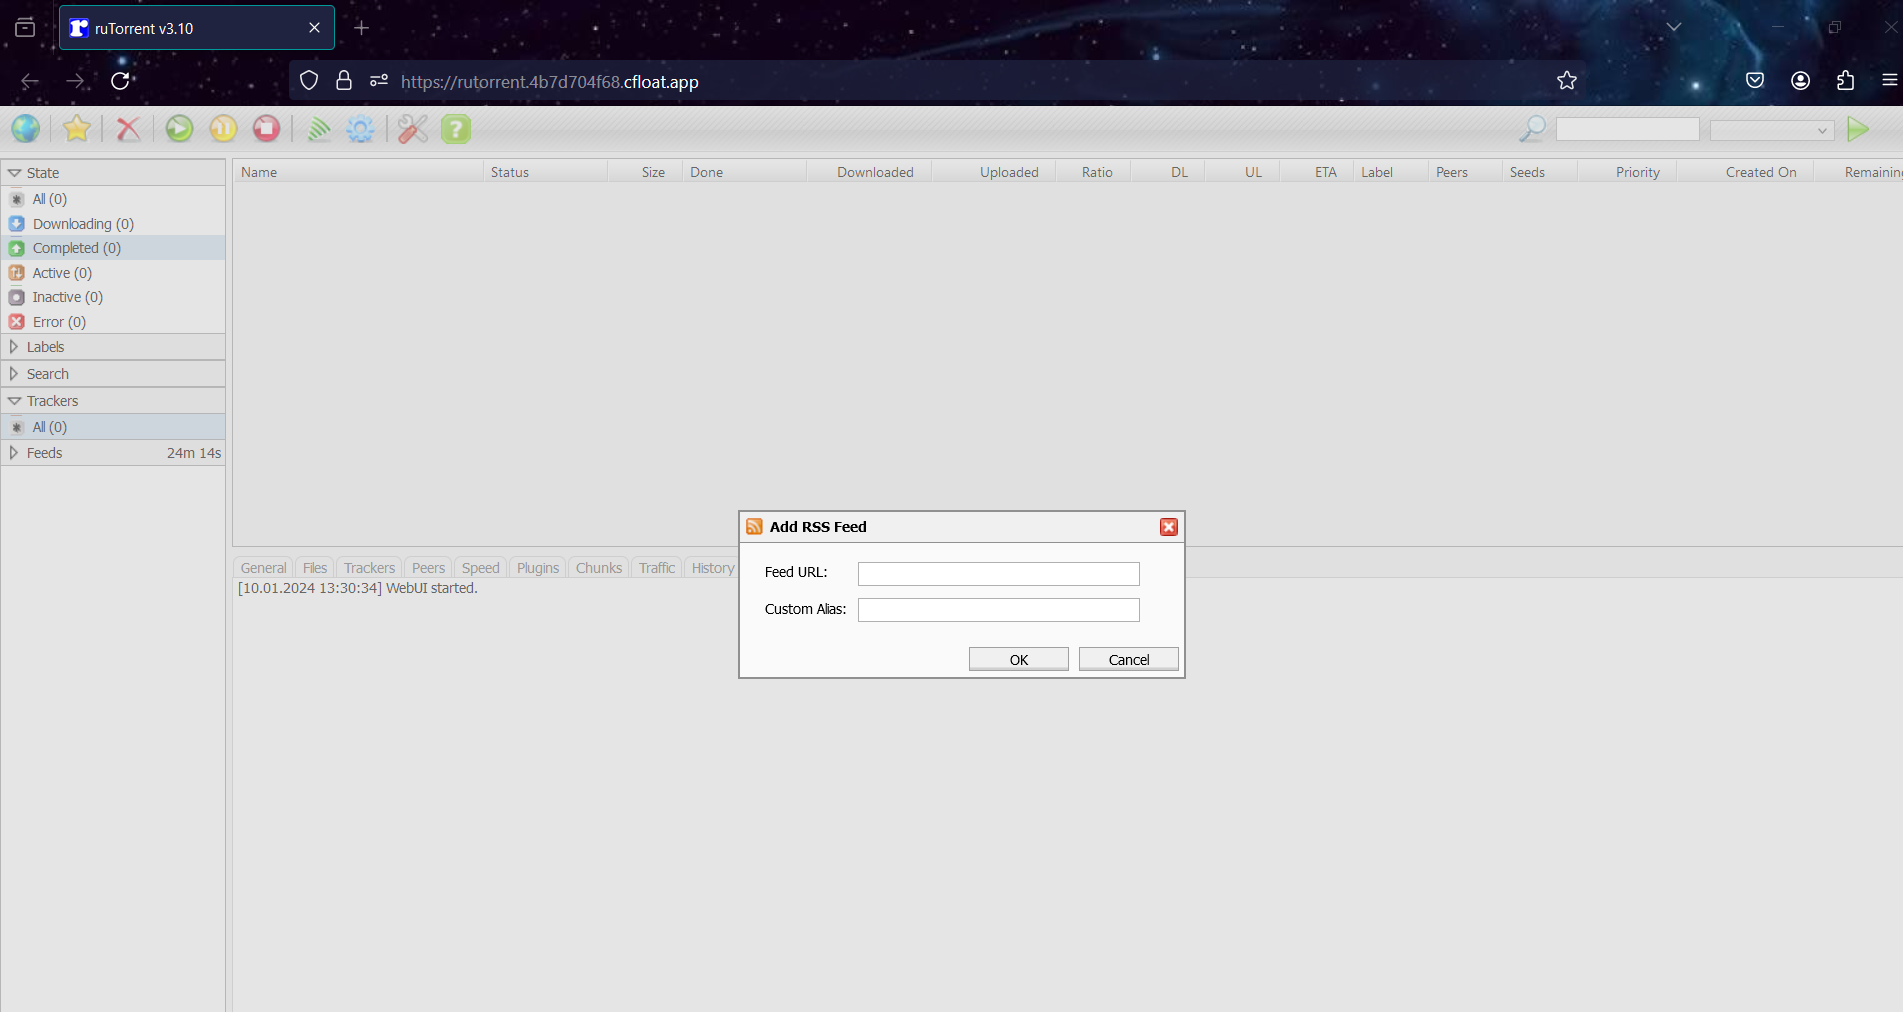 ruTorrent v3.10
https://rutorrent.4b7d704f68.cfloat.app
State
All (0)
Downloading (0)
Completed (0)
Active (0)
Inactive (0)
Error (0)
Labels
Search
Trackers
All (0)
Feeds 24m 14s
Name Status Size Done Downloaded Uploaded Ratio DL UL ETA Label Peers Seeds Priority Created On Remaining
General Files Trackers Peers Speed Plugins Chunks Traffic History
[10.01.2024 13:30:34] WebUI started.
Add RSS Feed
Feed URL:
Custom Alias:
OK Cancel